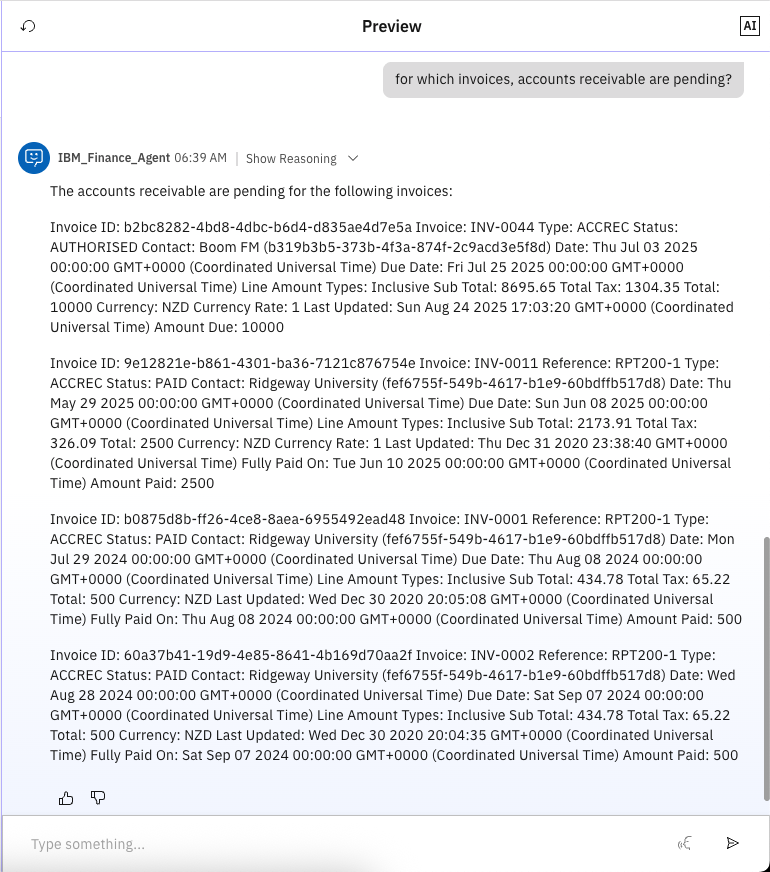 Preview
AI
for which invoices, accounts receivable are pending?
IBM_Finance_Agent 06:39 AM | Show Reasoning
The accounts receivable are pending for the following invoices:
Invoice ID: b2bc8282-4bd8-4dbc-b6d4-d835ae4d7e5a Invoice: INV-0044 Type: ACCREC Status:
AUTHORISED Contact: Boom FM (b319b3b5-373b-4f3a-874f-2c9acd3e5f8d) Date: Thu Jul 03 2025
00:00:00 GMT+0000 (Coordinated Universal Time) Due Date: Fri Jul 25 2025 00:00:00 GMT+0000
(Coordinated Universal Time) Line Amount Types: Inclusive Sub Total: 8695.65 Total Tax: 1304.35 Total:
10000 Currency: NZD Currency Rate: 1 Last Updated: Sun Aug 24 2025 17:03:20 GMT+0000 (Coordinated
Universal Time) Amount Due: 10000
Invoice ID: 9e12821e-b861-4301-ba36-7121c876754e Invoice: INV-0011 Reference: RPT200-1 Type:
ACCREC Status: PAID Contact: Ridgeway University (fef6755f-549b-4617-b1e9-60bdffb517d8) Date: Thu
May 29 2025 00:00:00 GMT+0000 (Coordinated Universal Time) Due Date: Sun Jun 08 2025 00:00:00
GMT+0000 (Coordinated Universal Time) Line Amount Types: Inclusive Sub Total: 2173.91 Total Tax:
326.09 Total: 2500 Currency: NZD Currency Rate: 1 Last Updated: Thu Dec 31 2020 23:38:40 GMT+0000
(Coordinated Universal Time) Fully Paid On: Tue Jun 10 2025 00:00:00 GMT+0000 (Coordinated Universal
Time) Amount Paid: 2500
Invoice ID: b0875d8b-ff26-4ce8-8aea-6955492ead48 Invoice: INV-0001 Reference: RPT200-1 Type:
ACCREC Status: PAID Contact: Ridgeway University (fef6755f-549b-4617-b1e9-60bdffb517d8) Date: Mon
Jul 29 2024 00:00:00 GMT+0000 (Coordinated Universal Time) Due Date: Thu Aug 08 2024 00:00:00
GMT+0000 (Coordinated Universal Time) Line Amount Types: Inclusive Sub Total: 434.78 Total Tax: 65.22
Total: 500 Currency: NZD Last Updated: Wed Dec 30 2020 20:05:08 GMT+0000 (Coordinated Universal
Time) Fully Paid On: Thu Aug 08 2024 00:00:00 GMT+0000 (Coordinated Universal Time) Amount Paid: 500
Invoice ID: 60a37b41-19d9-4e85-8641-4b169d70aa2f Invoice: INV-0002 Reference: RPT200-1 Type:
ACCREC Status: PAID Contact: Ridgeway University (fef6755f-549b-4617-b1e9-60bdffb517d8) Date: Wed
Aug 28 2024 00:00:00 GMT+0000 (Coordinated Universal Time) Due Date: Sat Sep 07 2024 00:00:00
GMT+0000 (Coordinated Universal Time) Line Amount Types: Inclusive Sub Total: 434.78 Total Tax: 65.22
Total: 500 Currency: NZD Last Updated: Wed Dec 30 2020 20:04:35 GMT+0000 (Coordinated Universal
Time) Fully Paid On: Sat Sep 07 2024 00:00:00 GMT+0000 (Coordinated Universal Time) Amount Paid: 500
Type something...